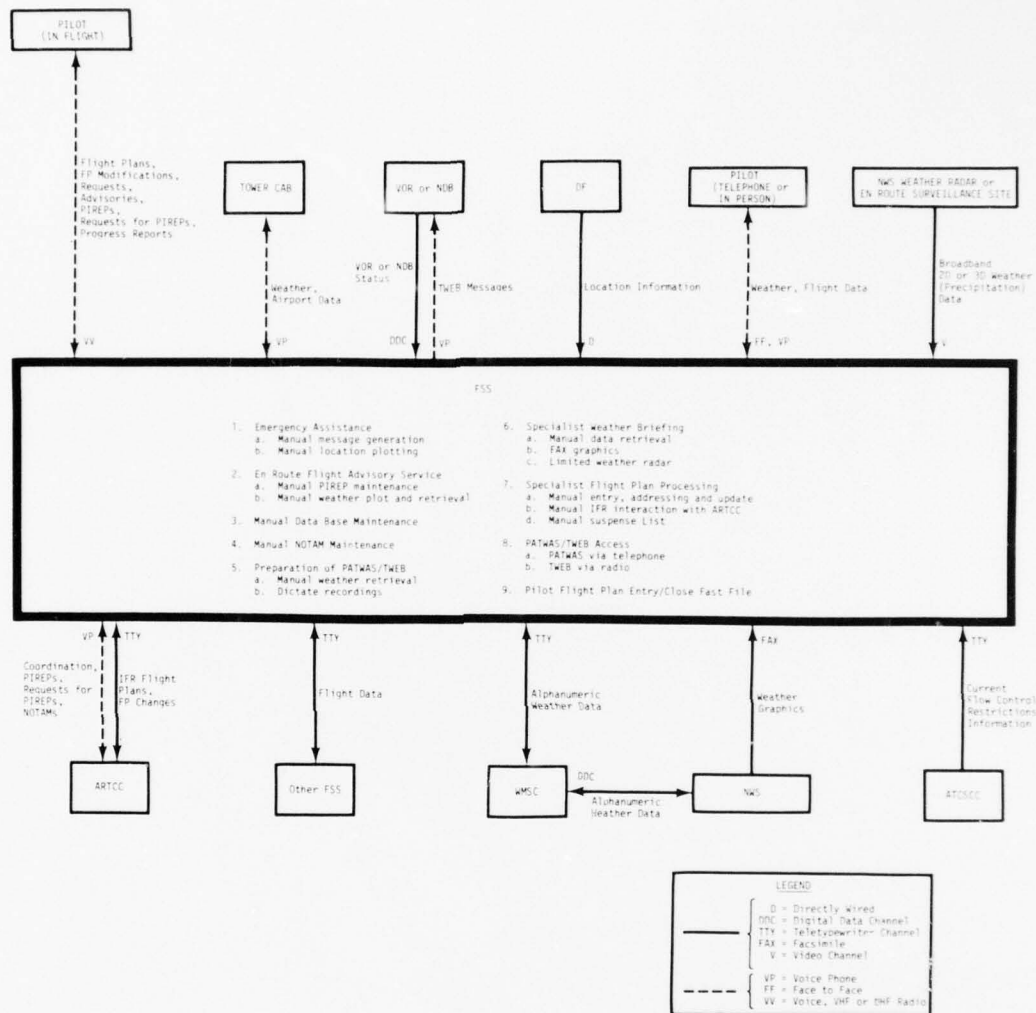 PILOT
(IN FLIGHT)
Flight Plans,
FP Modifications,
Requests,
Advisories,
PIREPs,
Requests for PIREPs,
Progress Reports
VV
TOWER CAB
Weather,
Airport Data
VP
VOR or NDB
VOR or NDB
Status
DDC
TWEB Messages
VP
DF
Location Information
D
PILOT
(TELEPHONE or
IN PERSON)
Weather, Flight Data
FF, VP
NWS WEATHER RADAR or
EN ROUTE SURVEILLANCE SITE
Broadband
2D or 3D Weather
(Precipitation)
Data
V
FSS
1. Emergency Assistance
a. Manual message generation
b. Manual location plotting
2. En Route Flight Advisory Service
a. Manual PIREP maintenance
b. Manual weather plot and retrieval
3. Manual Data Base Maintenance
4. Manual NOTAM Maintenance
5. Preparation of PATWAS/TWEB
a. Manual weather retrieval
b. Dictate recordings
6. Specialist Weather Briefing
a. Manual data retrieval
b. FAX graphics
c. Limited weather radar
7. Specialist Flight Plan Processing
a. Manual entry, addressing and update
b. Manual IFR interaction with ARTCC
d. Manual suspense List
8. PATWAS/TWEB Access
a. PATWAS via telephone
b. TWEB via radio
9. Pilot Flight Plan Entry/Close Fast File
VP
TTY
Coordination,
PIREPs,
Requests for
PIREPs,
NOTAMs
IFR Flight
Plans,
FP Changes
ARTCC
TTY
Flight Data
Other FSS
TTY
Alphanumeric
Weather Data
WMSC
DDC
Alphanumeric
Weather Data
FAX
Weather
Graphics
NWS
TTY
Current
Flow Control
Restrictions
Information
ATCSCC
LEGEND
D = Directly Wired
DDC = Digital Data Channel
TTY = Teletypewrite- Channel
FAX = Facsimile
V = Video Channel
VP = Voice Phone
FF = Face to Face
VV = Voice, VHF or UHF Radio